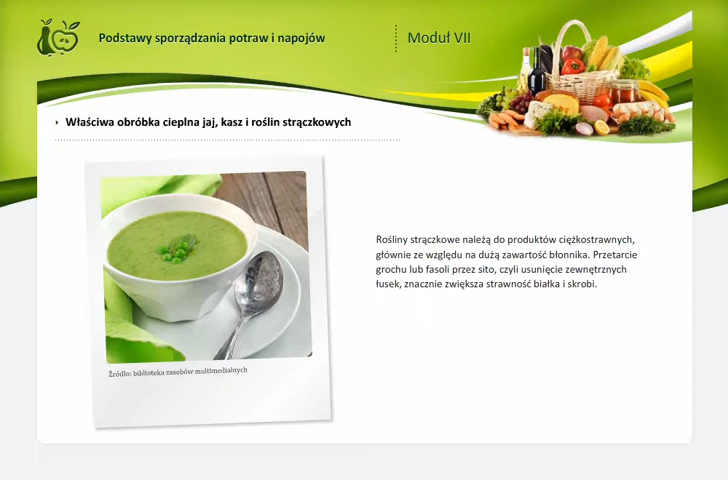 Podstawy sporządzania potraw i napojów
Moduł VII
Właściwa obróbka cieplna jaj, kasz i roślin strączkowych
Rośliny strączkowe należą do produktów ciężkostrawnych,
głównie ze względu na dużą zawartość błonnika. Przetarcie
grochu lub fasoli przez sito, czyli usunięcie zewnętrznych
łusek, znacznie zwiększa strawność białka i skrobi.
Źródło: biblioteka zasobów multimedialnych